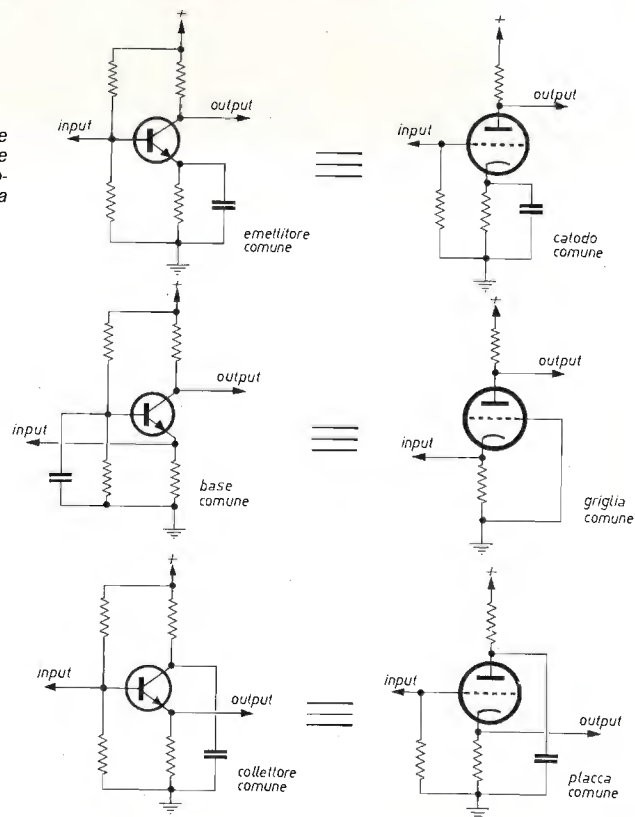 e
e
o-
a
+
output
input
emettitore
comune
+
output
input
catodo
comune
+
output
input
base
comune
+
output
input
griglia
comune
+
input
output
collettore
comune
+
input
output
placca
comune